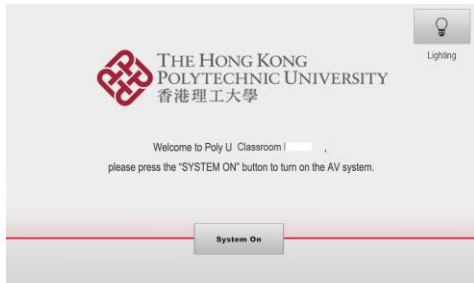 Lighting
THE HONG KONG
POLYTECHNIC UNIVERSITY
香港理工大學
Welcome to Poly U Classroom ,
please press the "SYSTEM ON" button to turn on the AV system.
System On